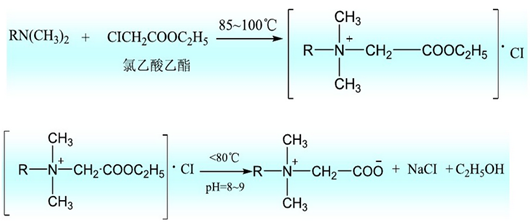 RN(CH₃)₂ + ClCH₂COOC₂H₅ 85~100℃ [R—N⁺—CH₂—COOC₂H₅]·Cl
CH₃
CH₃
氯乙酸乙酯
[R—N⁺—CH₂·COOC₂H₅]·Cl <80℃ pH=8~9 R—N⁺—CH₂—COO⁻ + NaCl + C₂H₅OH
CH₃ CH₃
CH₃ CH₃